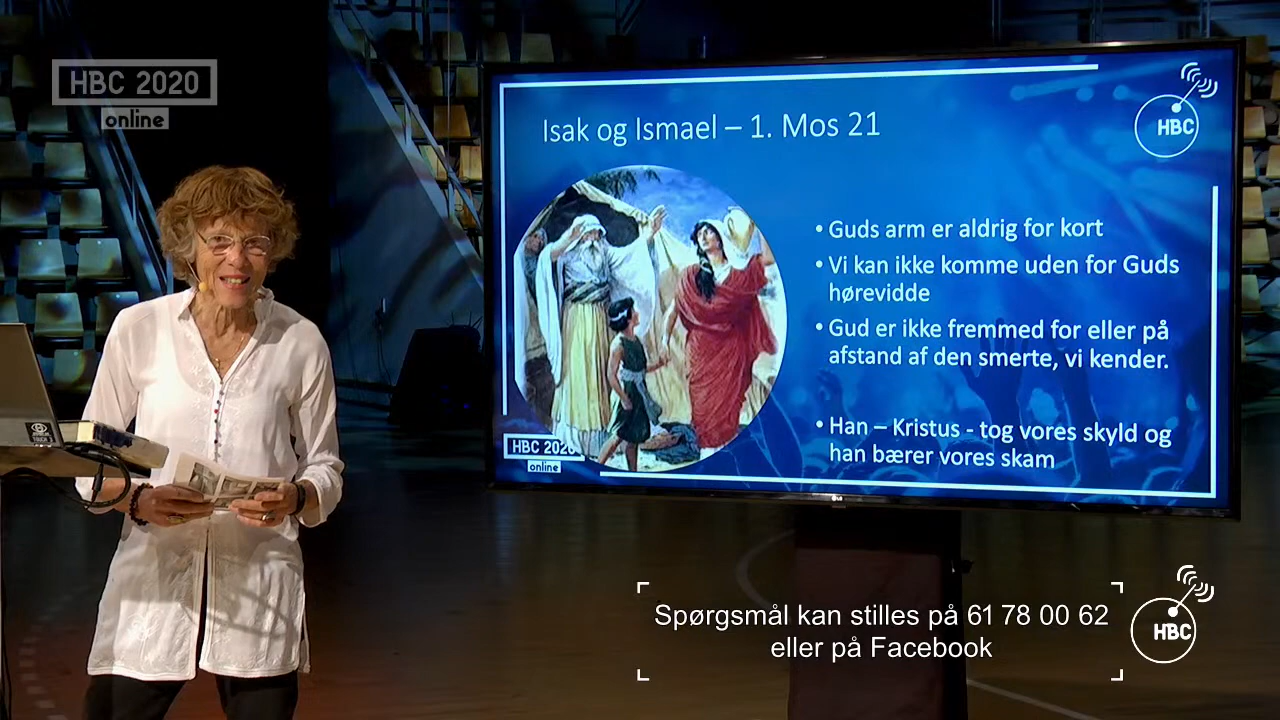 HBC 2020
online
Isak og Ismael – 1. Mos 21
HBC
• Guds arm er aldrig for kort
• Vi kan ikke komme uden for Guds
hørevidde
• Gud er ikke fremmed for eller på
afstand af den smerte, vi kender.
• Han – Kristus - tog vores skyld og
han bærer vores skam
HBC 2020
online
LG
Spørgsmål kan stilles på 61 78 00 62
eller på Facebook
HBC